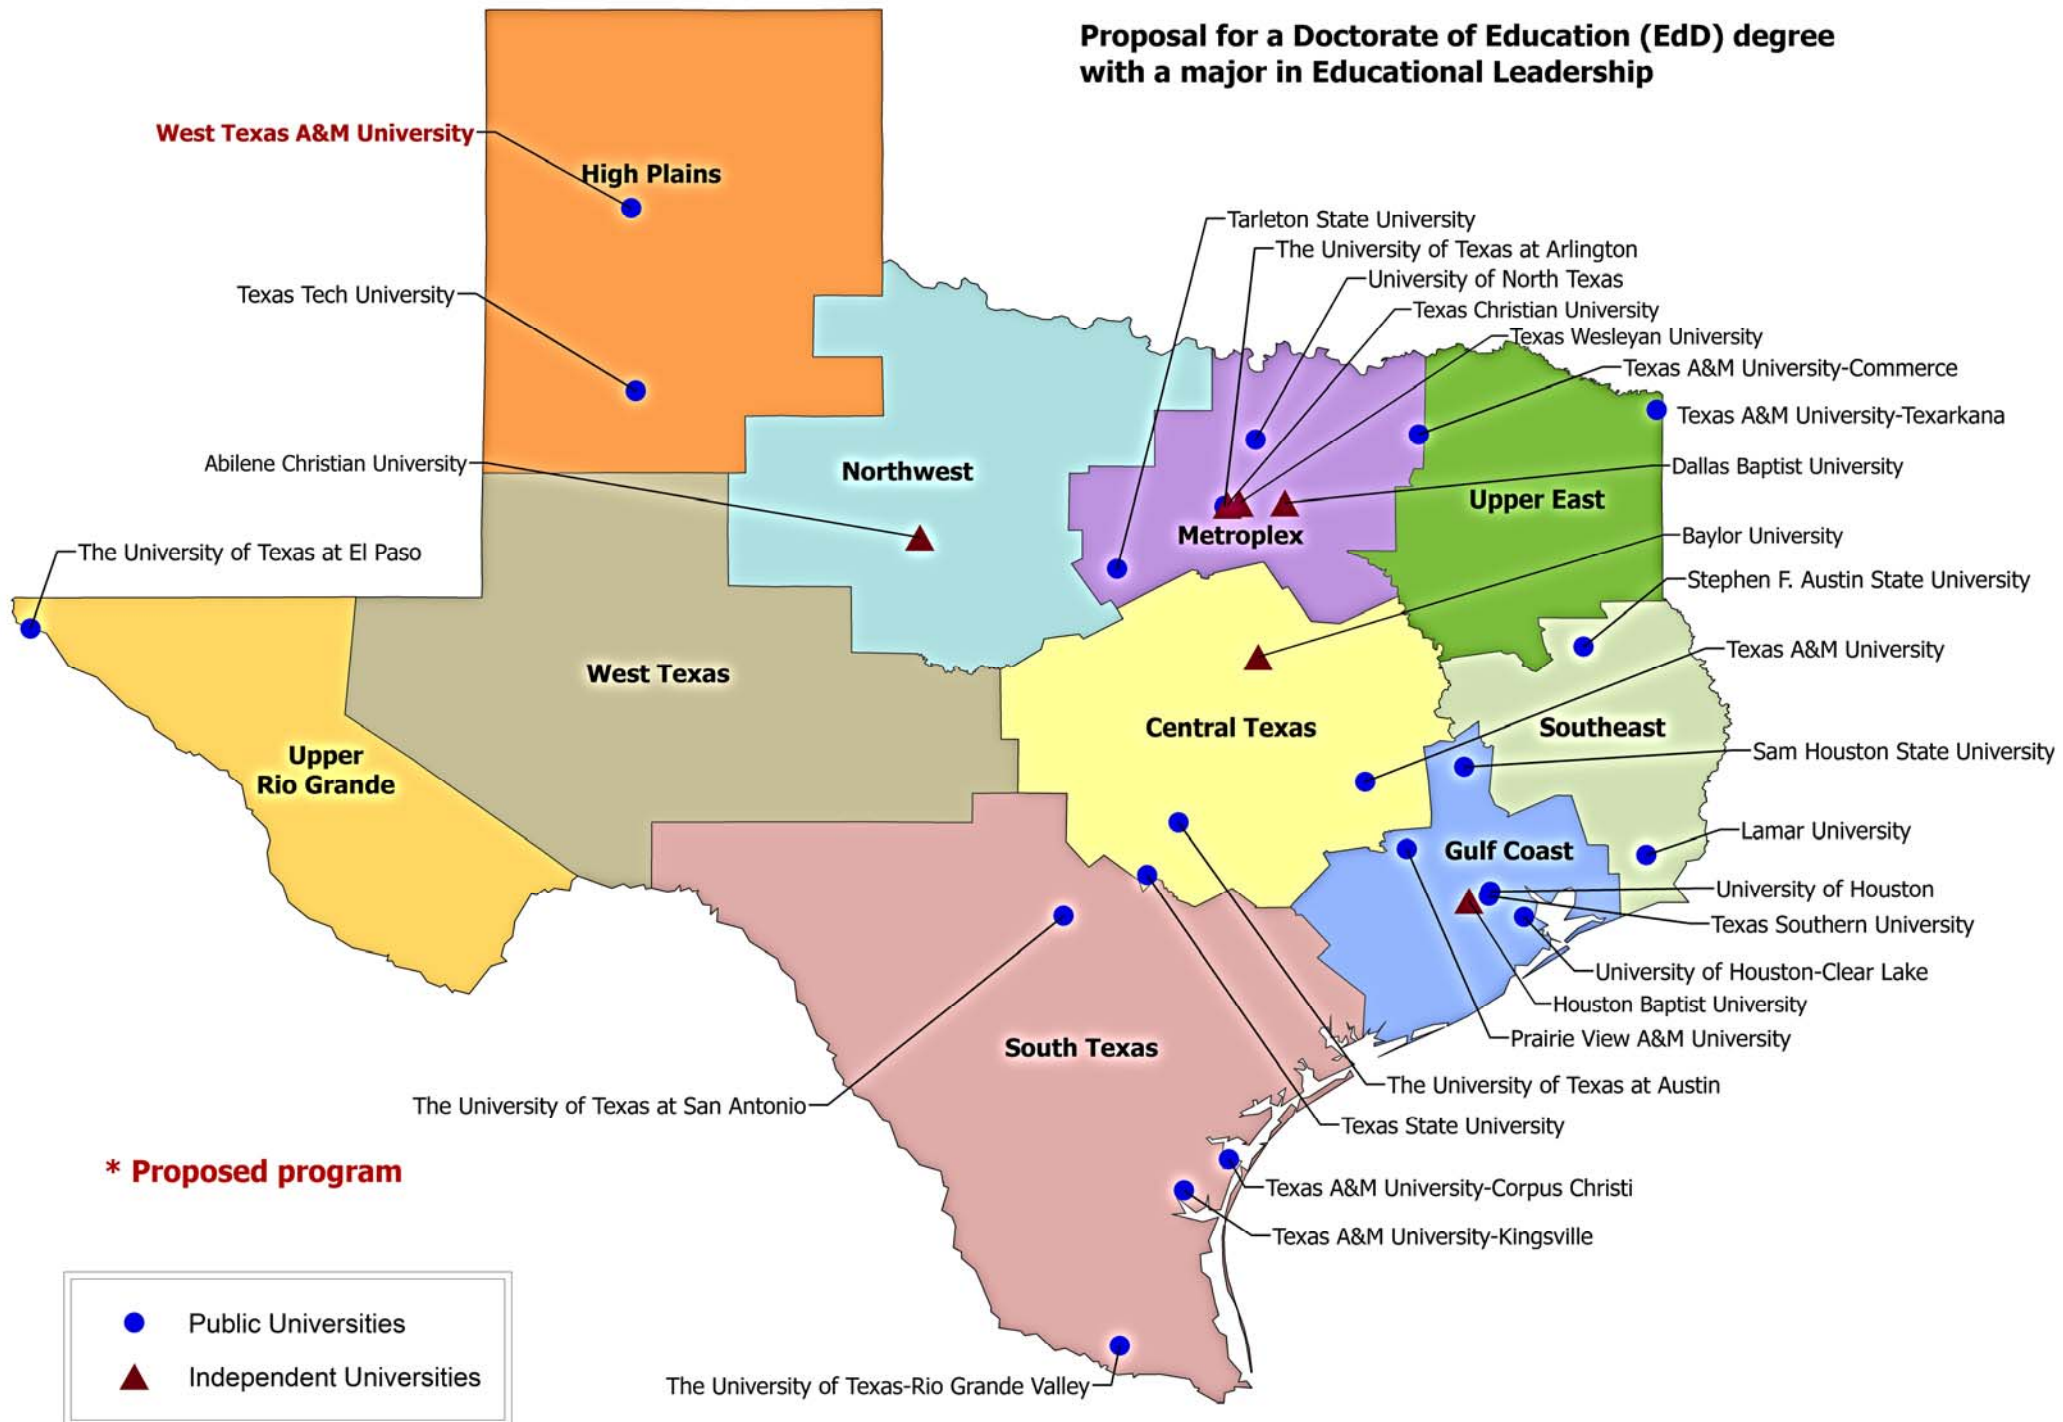 Proposal for a Doctorate of Education (EdD) degree
with a major in Educational Leadership
West Texas A&M University
High Plains
Texas Tech University
Tarleton State University
The University of Texas at Arlington
University of North Texas
Texas Christian University
Texas Wesleyan University
Texas A&M University-Commerce
Texas A&M University-Texarkana
Abilene Christian University
Northwest
Dallas Baptist University
Upper East
Metroplex
Baylor University
The University of Texas at El Paso
Stephen F. Austin State University
Texas A&M University
West Texas
Central Texas
Southeast
Sam Houston State University
Upper
Rio Grande
Lamar University
Gulf Coast
University of Houston
Texas Southern University
University of Houston-Clear Lake
Houston Baptist University
Prairie View A&M University
South Texas
The University of Texas at Austin
The University of Texas at San Antonio
Texas State University
* Proposed program
Texas A&M University-Corpus Christi
Texas A&M University-Kingsville
Public Universities
Independent Universities
The University of Texas-Rio Grande Valley